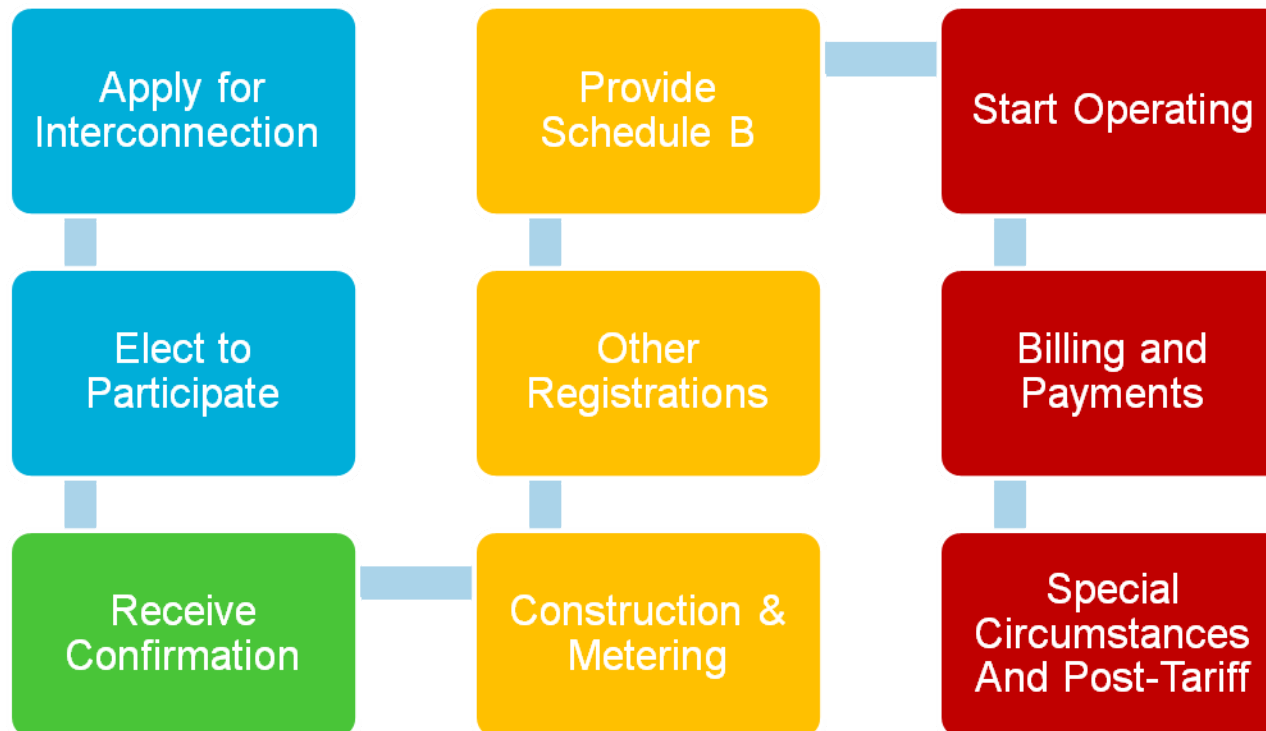 Apply for
Interconnection
Elect to
Participate
Receive
Confirmation
Construction &
Metering
Other
Registrations
Provide
Schedule B
Start Operating
Billing and
Payments
Special
Circumstances
And Post-Tariff